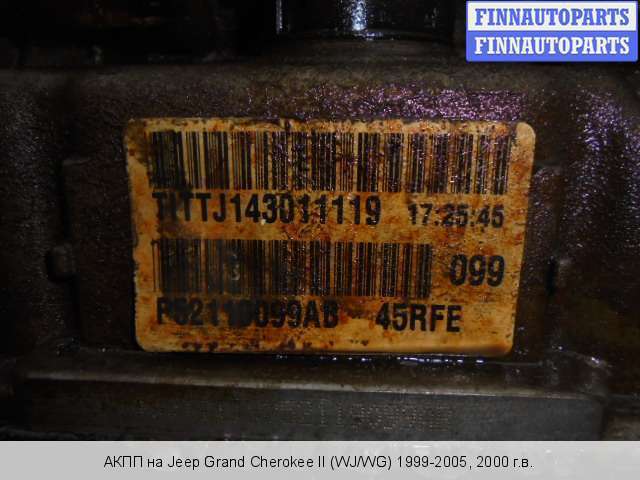 FINNAUTOPARTS
FINNAUTOPARTS
17:25:45
099
45RFE
АКПП на Jeep Grand Cherokee II (WJ/WG) 1999-2005, 2000 г.в.